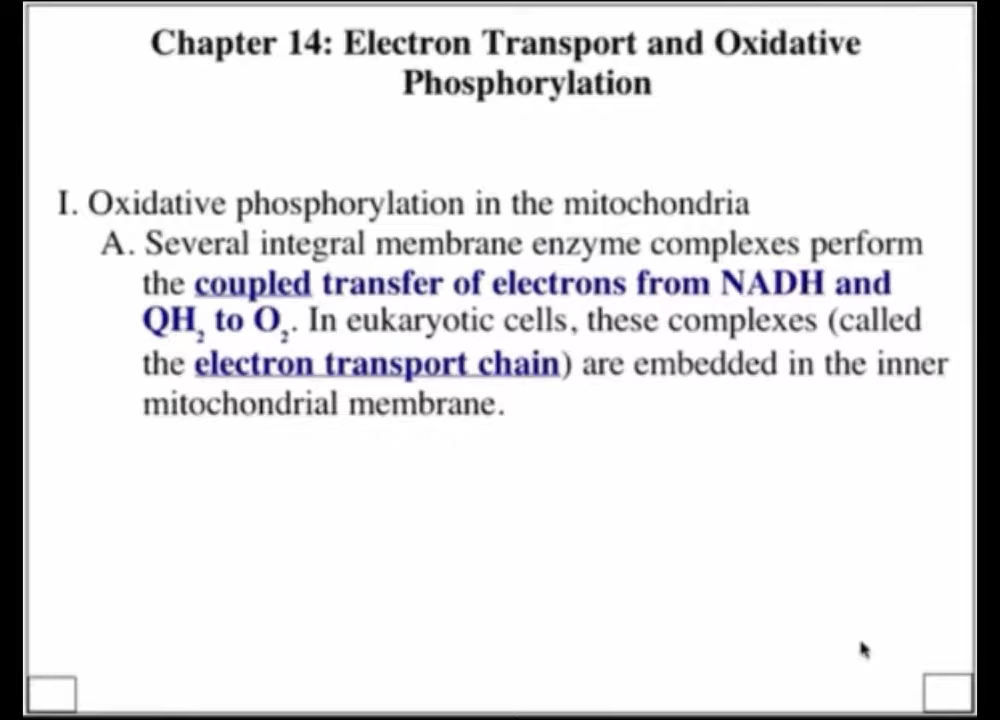 Chapter 14: Electron Transport and Oxidative
Phosphorylation
I. Oxidative phosphorylation in the mitochondria
A. Several integral membrane enzyme complexes perform
the coupled transfer of electrons from NADH and
QH₂ to O₂. In eukaryotic cells, these complexes (called
the electron transport chain) are embedded in the inner
mitochondrial membrane.